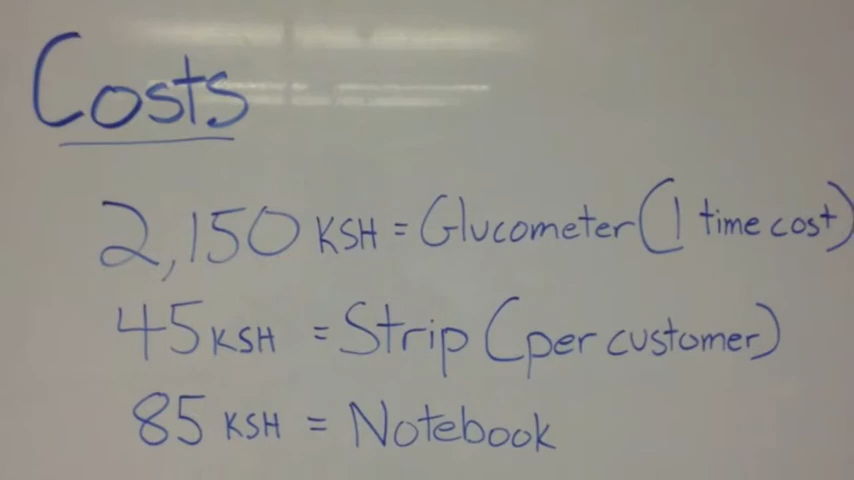 Costs
2,150 KSH = Glucometer (1 time cost)
45 KSH = Strip (per customer)
85 KSH = Notebook